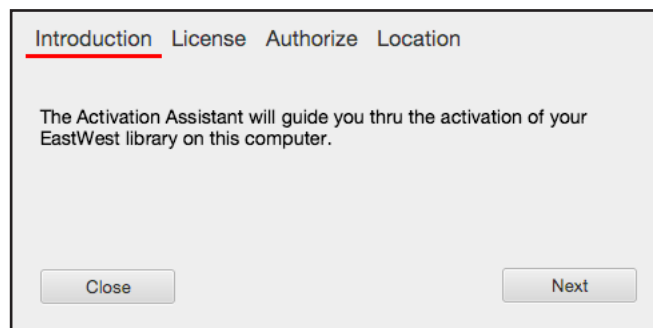 Introduction License Authorize Location
The Activation Assistant will guide you thru the activation of your
EastWest library on this computer.
Close Next